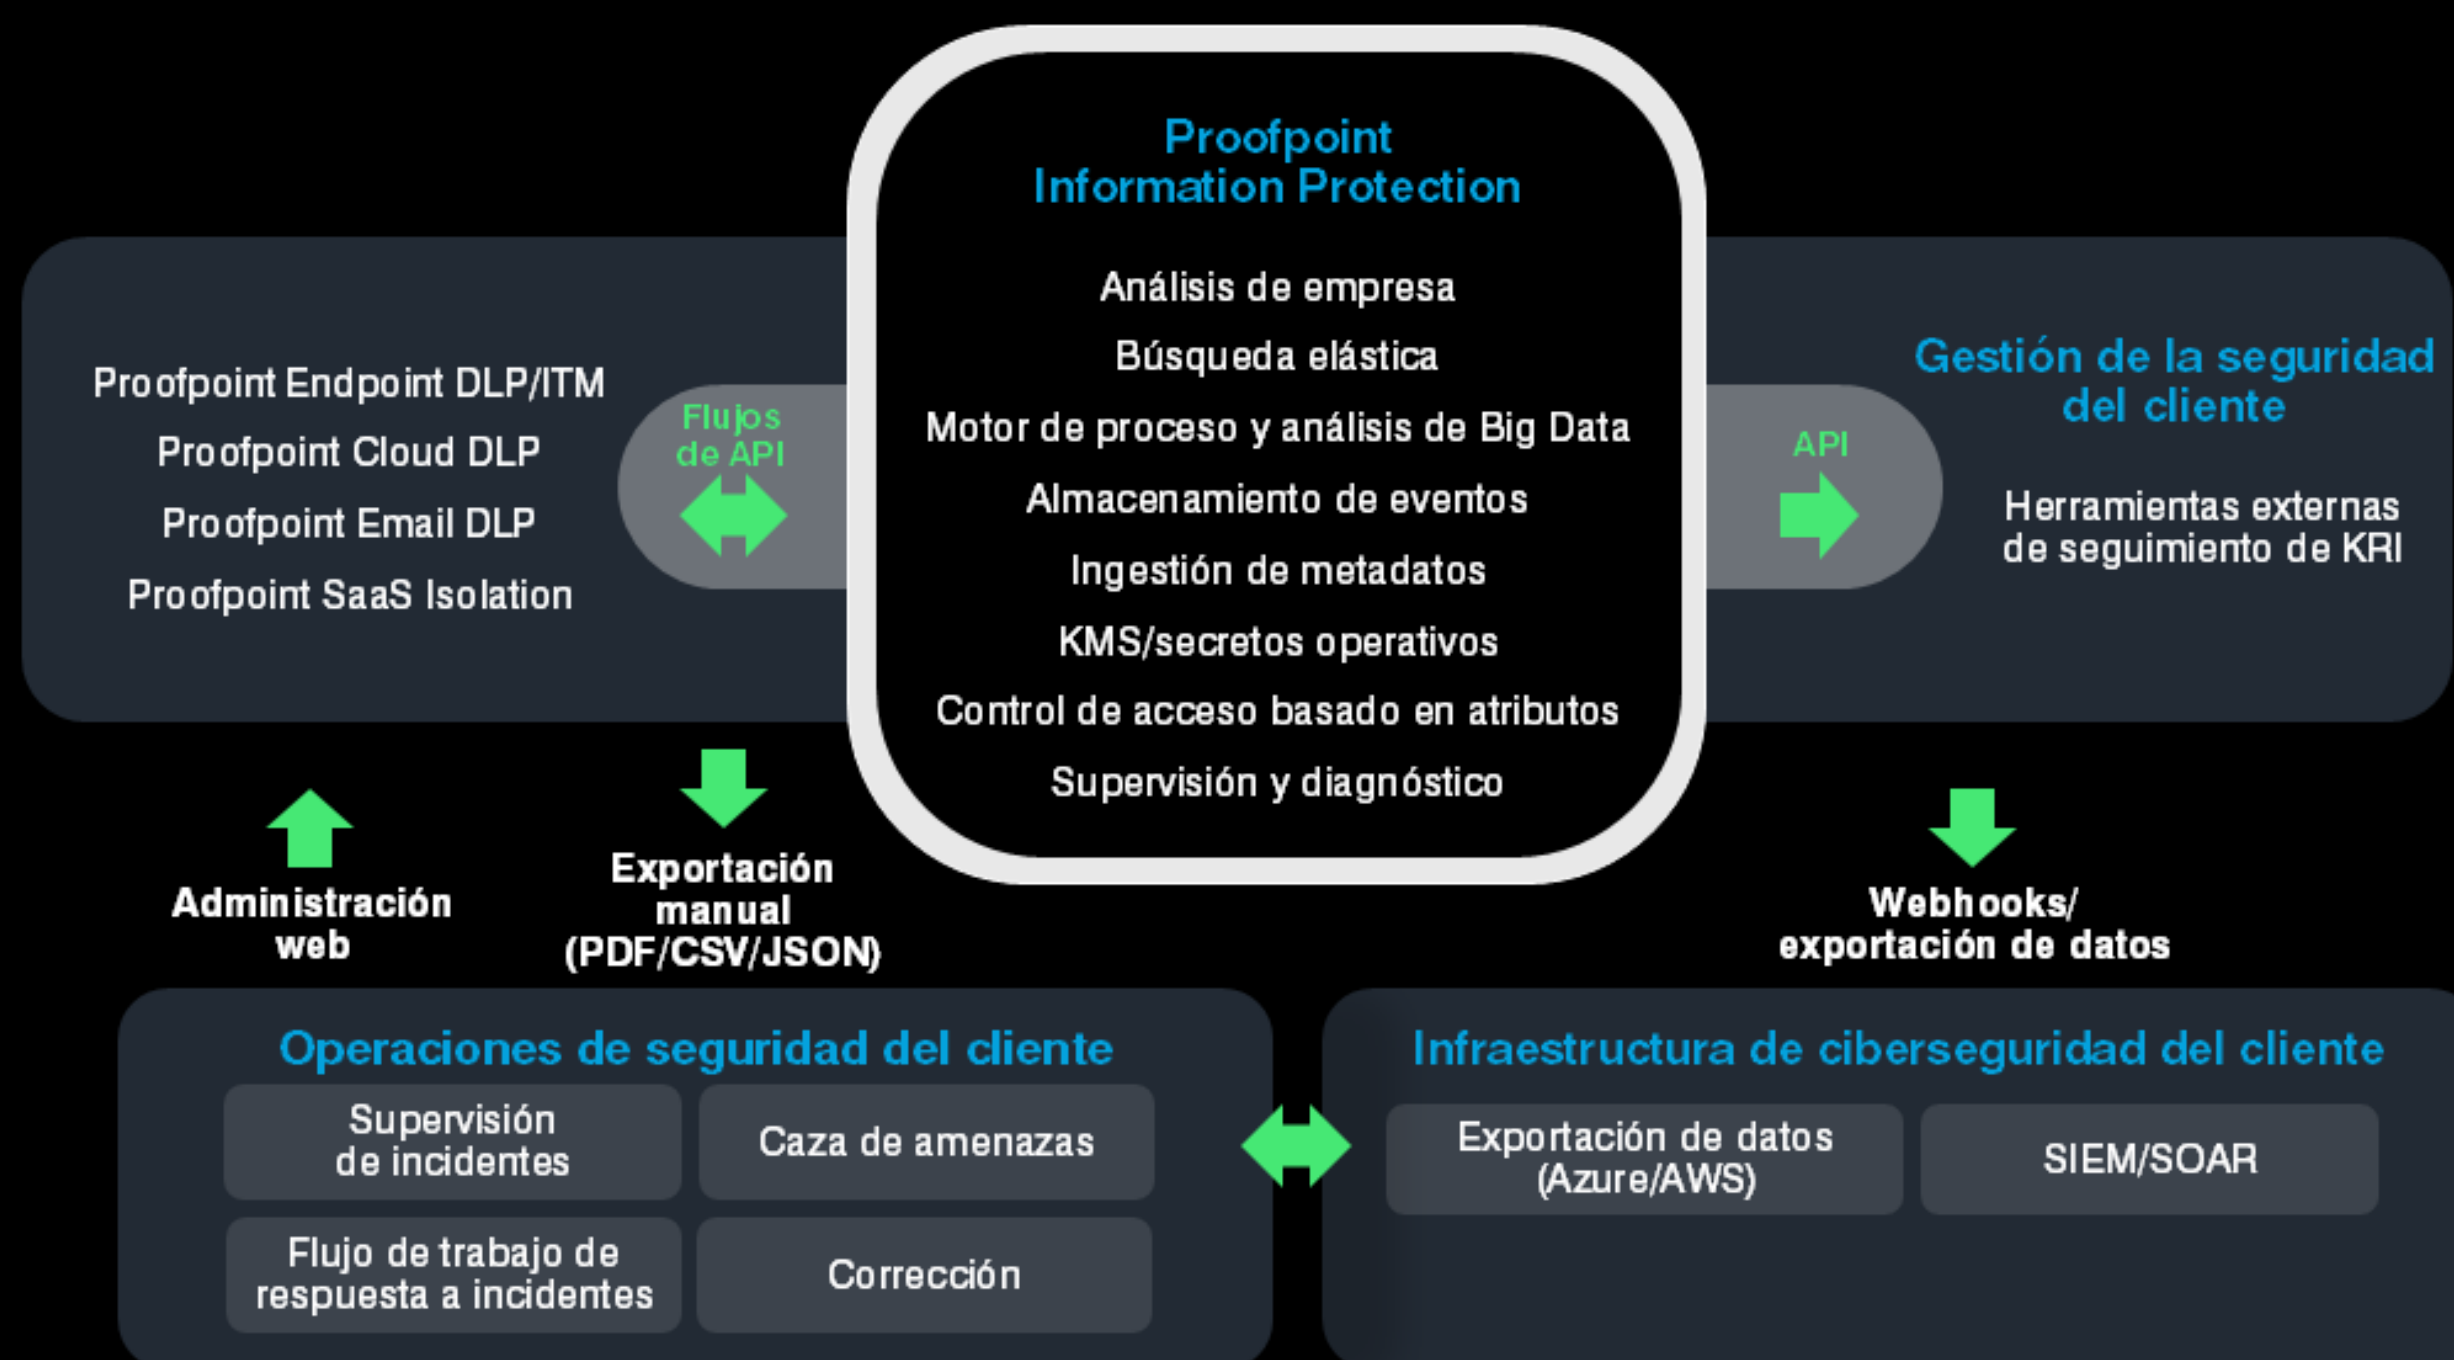 Proofpoint
Information Protection
Análisis de empresa
Búsqueda elástica
Motor de proceso y análisis de Big Data
Almacenamiento de eventos
Ingestión de metadatos
KMS/secretos operativos
Control de acceso basado en atributos
Supervisión y diagnóstico
Proofpoint Endpoint DLP/ITM
Proofpoint Cloud DLP
Proofpoint Email DLP
Proofpoint SaaS Isolation
Flujos
de API
API
Gestión de la seguridad
del cliente
Herramientas externas
de seguimiento de KRI
Administración
web
Exportación
manual
(PDF/CSV/JSON)
Webhooks/
exportación de datos
Operaciones de seguridad del cliente
Supervisión
de incidentes
Caza de amenazas
Flujo de trabajo de
respuesta a incidentes
Corrección
Infraestructura de ciberseguridad del cliente
Exportación de datos
(Azure/AWS)
SIEM/SOAR